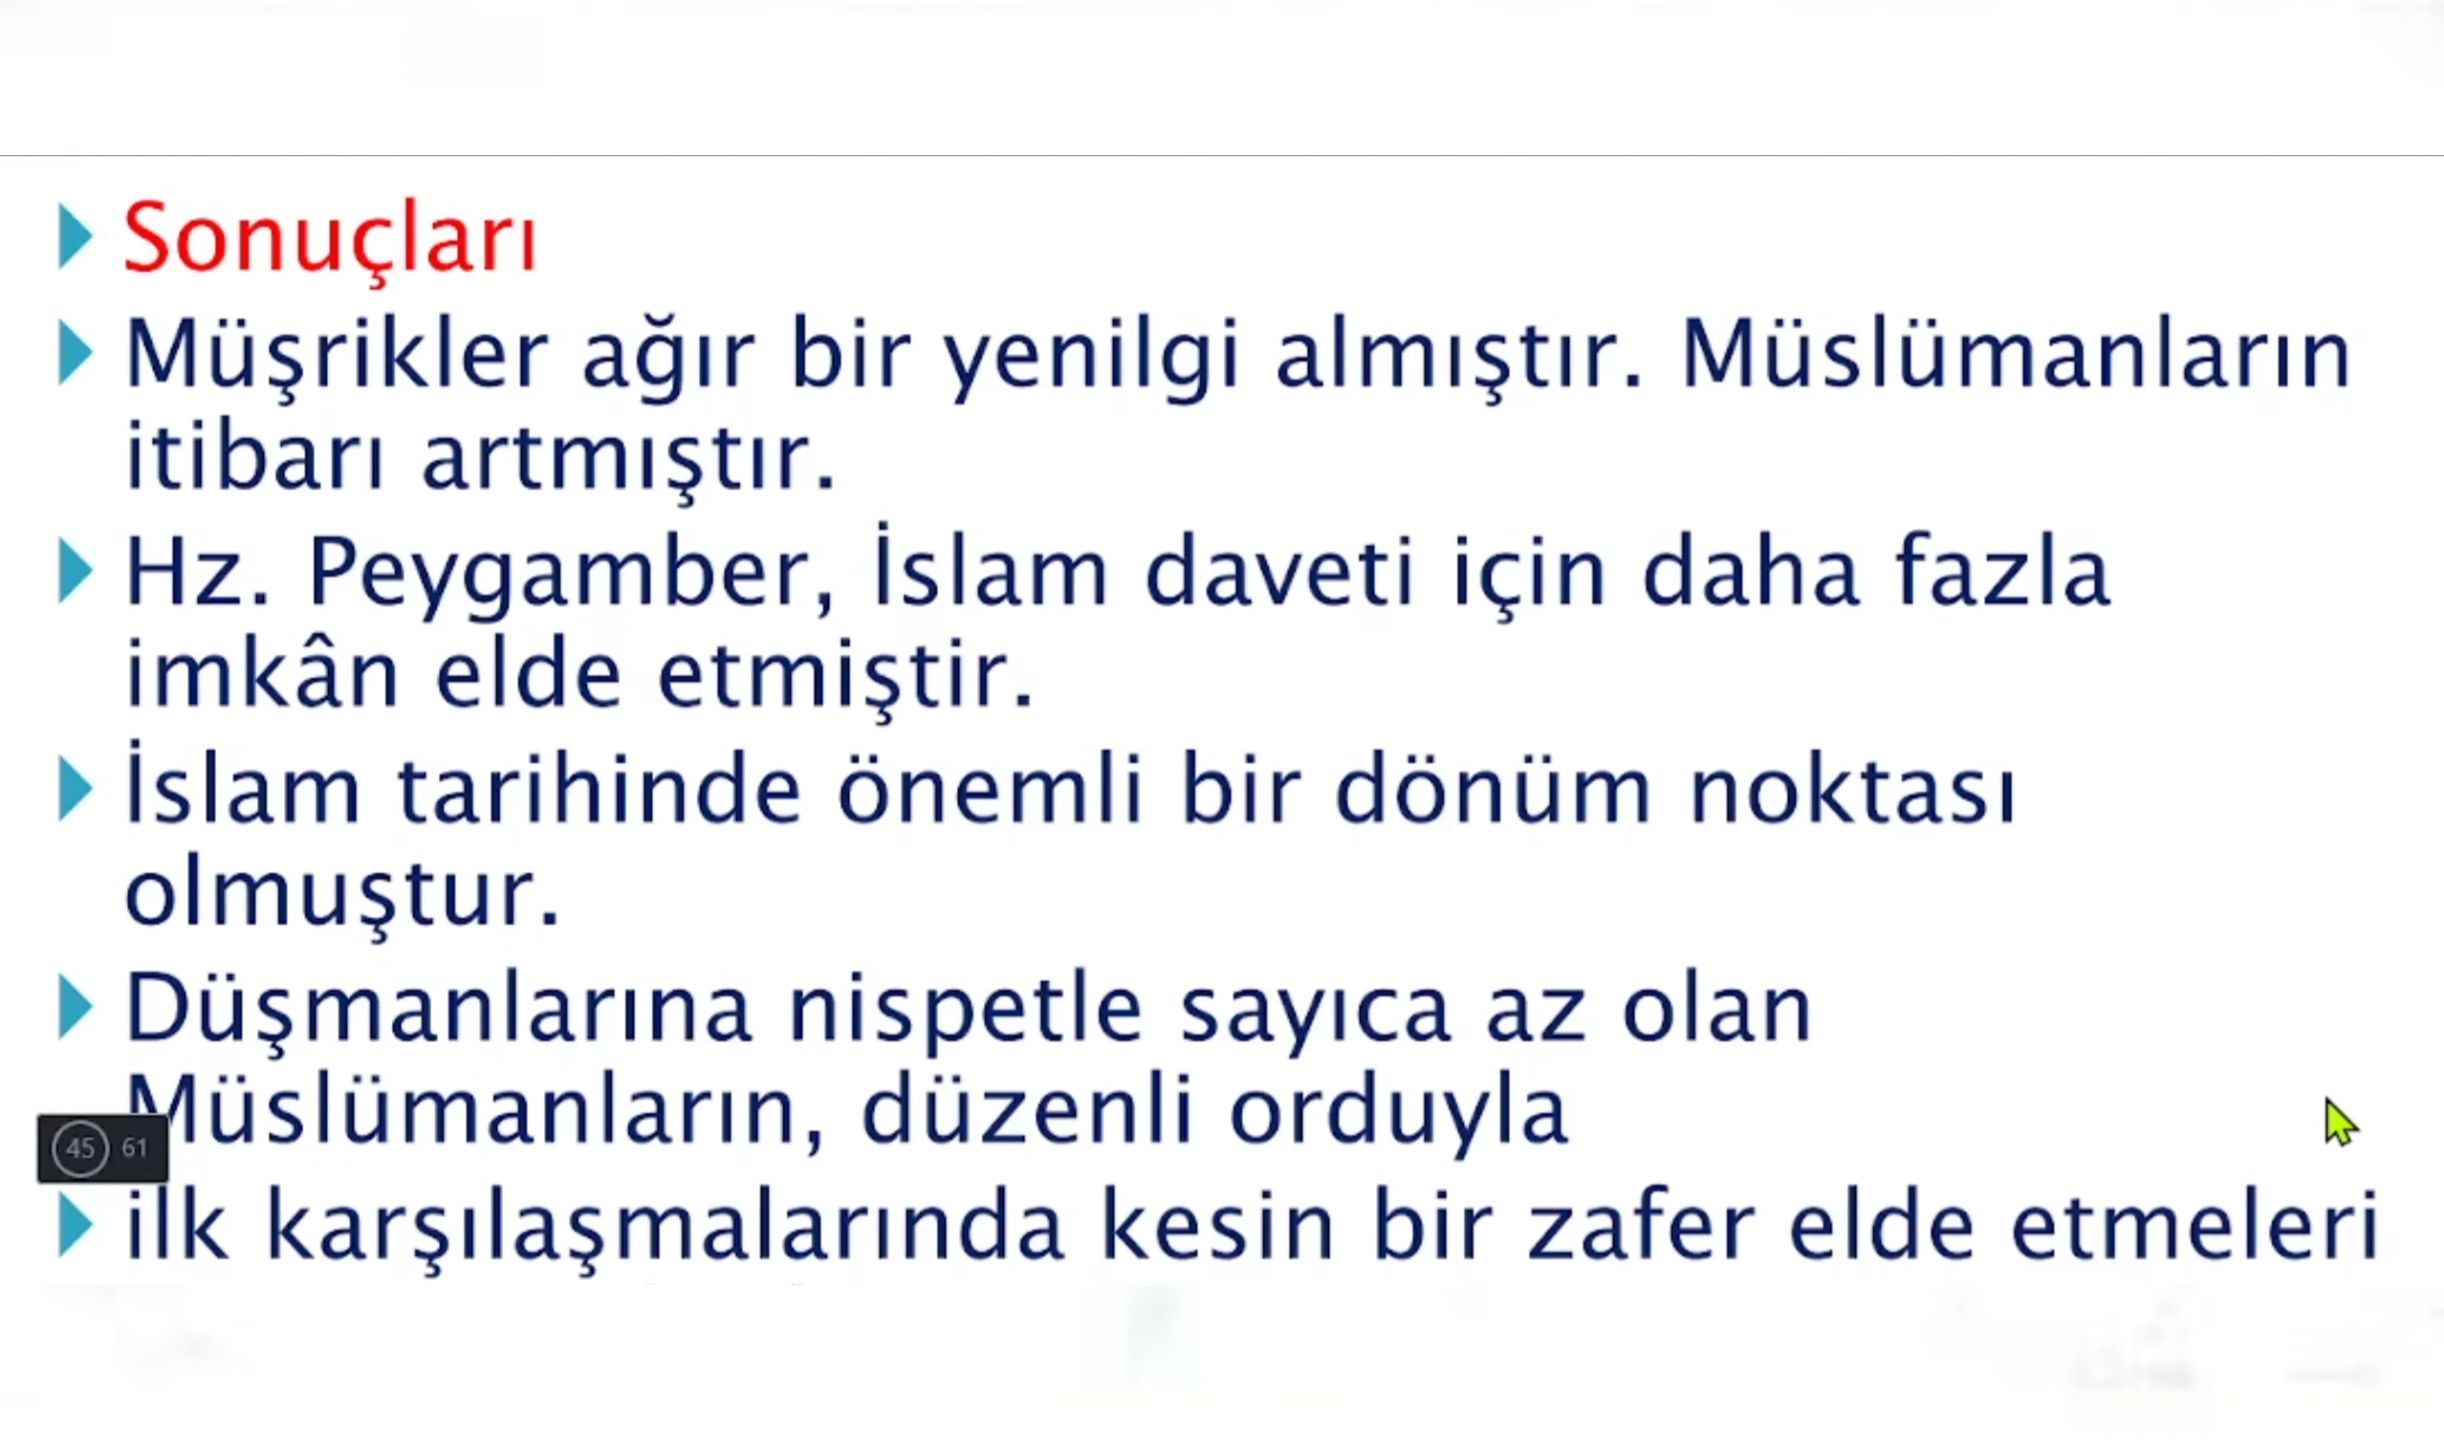 Sonuçları
Müşrikler ağır bir yenilgi almıştır. Müslümanların
itibarı artmıştır.
Hz. Peygamber, İslam daveti için daha fazla
imkân elde etmiştir.
İslam tarihinde önemli bir dönüm noktası
olmuştur.
Düşmanlarına nispetle sayıca az olan
Müslümanların, düzenli orduyla
45 61
ilk karşılaşmalarında kesin bir zafer elde etmeleri